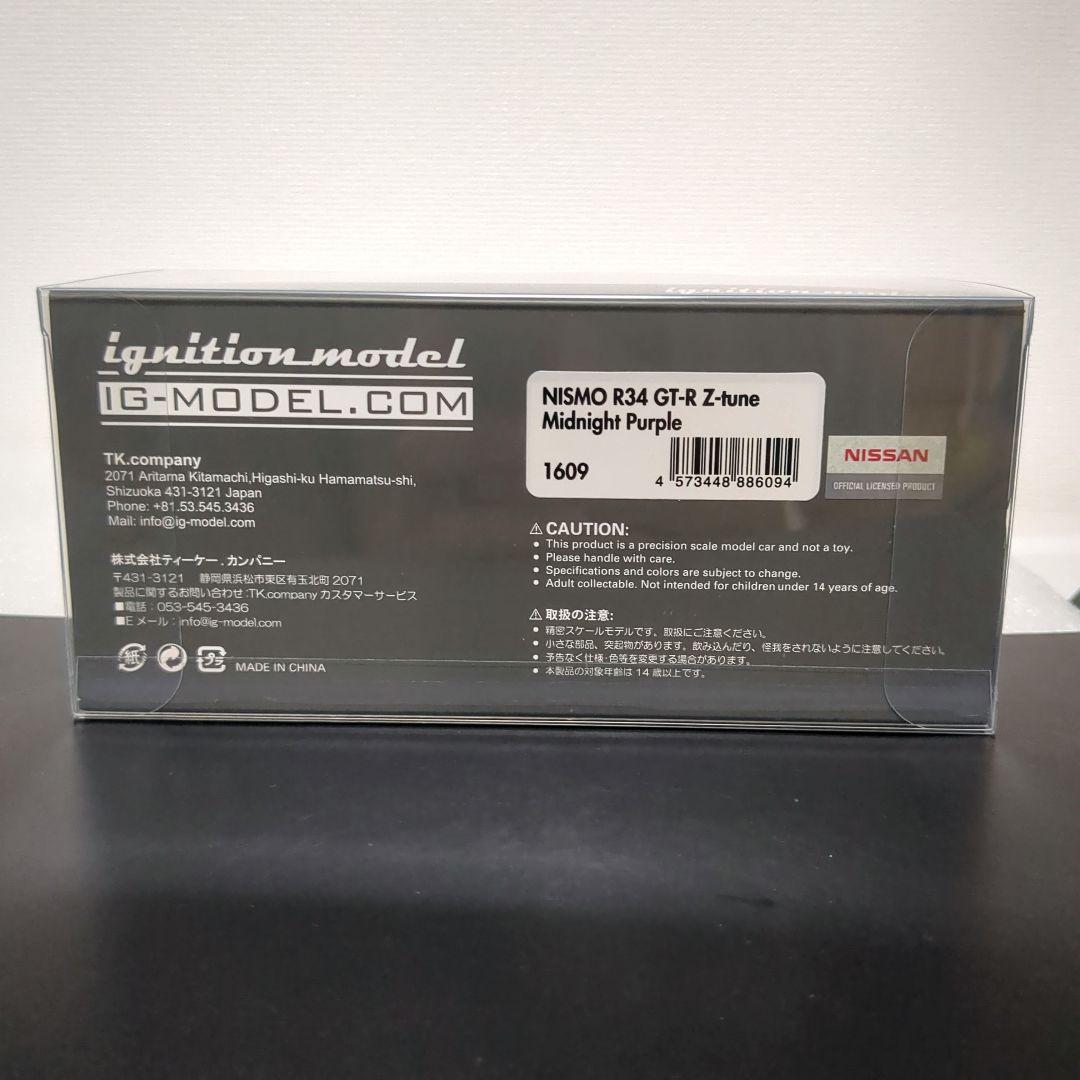 ignition model
ignition model
IG-MODEL.COM
TK.company
2071 Aritama Kitamachi,Higashi-ku Hamamatsu-shi,
Shizuoka 431-3121 Japan
Phone: +81.53.545.3436
Mail: info@ig-model.com
株式会社ティーケー.カンパニー
〒431-3121 静岡県浜松市東区有玉北町 2071
製品に関するお問い合わせ:TK.company カスタマーサービス
■電話:053-545-3436
■Eメール:info@ig-model.com
紙 プラ MADE IN CHINA
NISMO R34 GT-R Z-tune
Midnight Purple
1609
4 573448 886094
NISSAN
OFFICIAL LICENSED PRODUCT
⚠ CAUTION:
• This product is a precision scale model car and not a toy.
• Please handle with care.
• Specifications and colors are subject to change.
• Adult collectable. Not intended for children under 14 years of age.
⚠ 取扱の注意:
• 精密スケールモデルです。取扱にご注意ください。
• 小さな部品、突起物があります。飲み込んだり、怪我をされないように注意してください。
• 予告なく仕様・色等を変更する場合があります。
• 本製品の対象年齢は 14 歳以上です。